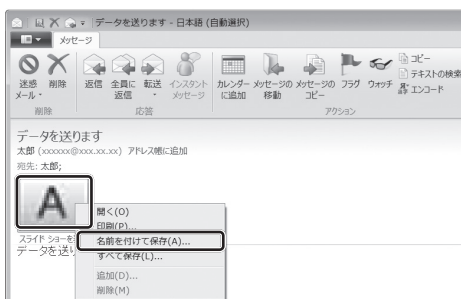 データを送ります - 日本語 (自動選択)
メッセージ
迷惑メール
削除
返信
全員に返信
転送
インスタント メッセージ
カレンダーに追加
メッセージの移動
メッセージのコピー
フラグ
ウォッチ
コピー
テキストの検索
エンコード
削除
応答
アクション
データを送ります
太郎 (xxxxxx@xxx.xx.xx) アドレス帳に追加
宛先: 太郎;
A
開く(O)
印刷(P)...
名前を付けて保存(A)...
すべて保存(L)...
スライド ショーを
データを送り
追加(D)...
削除(M)